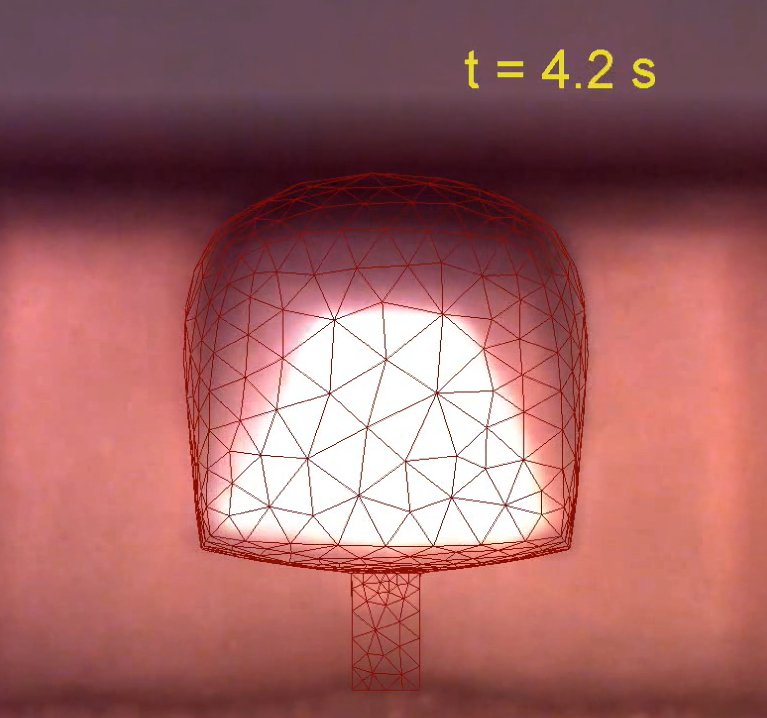 t = 4.2 s